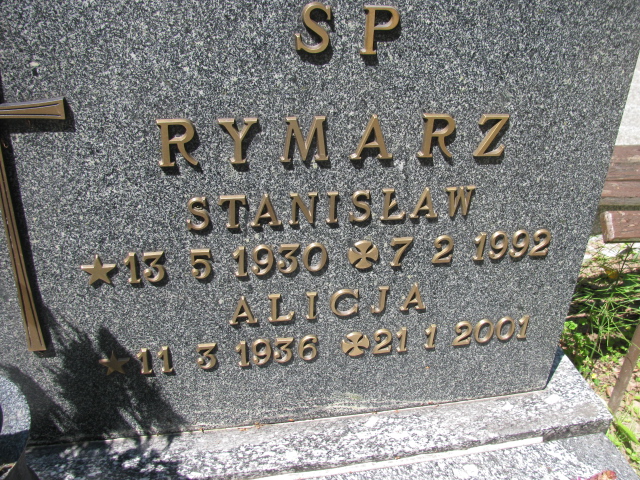 SP
RYMARZ
STANISŁAW
★ 13 5 1930 ✠ 7 2 1992
ALICJA
★ 11 3 1936 ✠ 21 1 2001